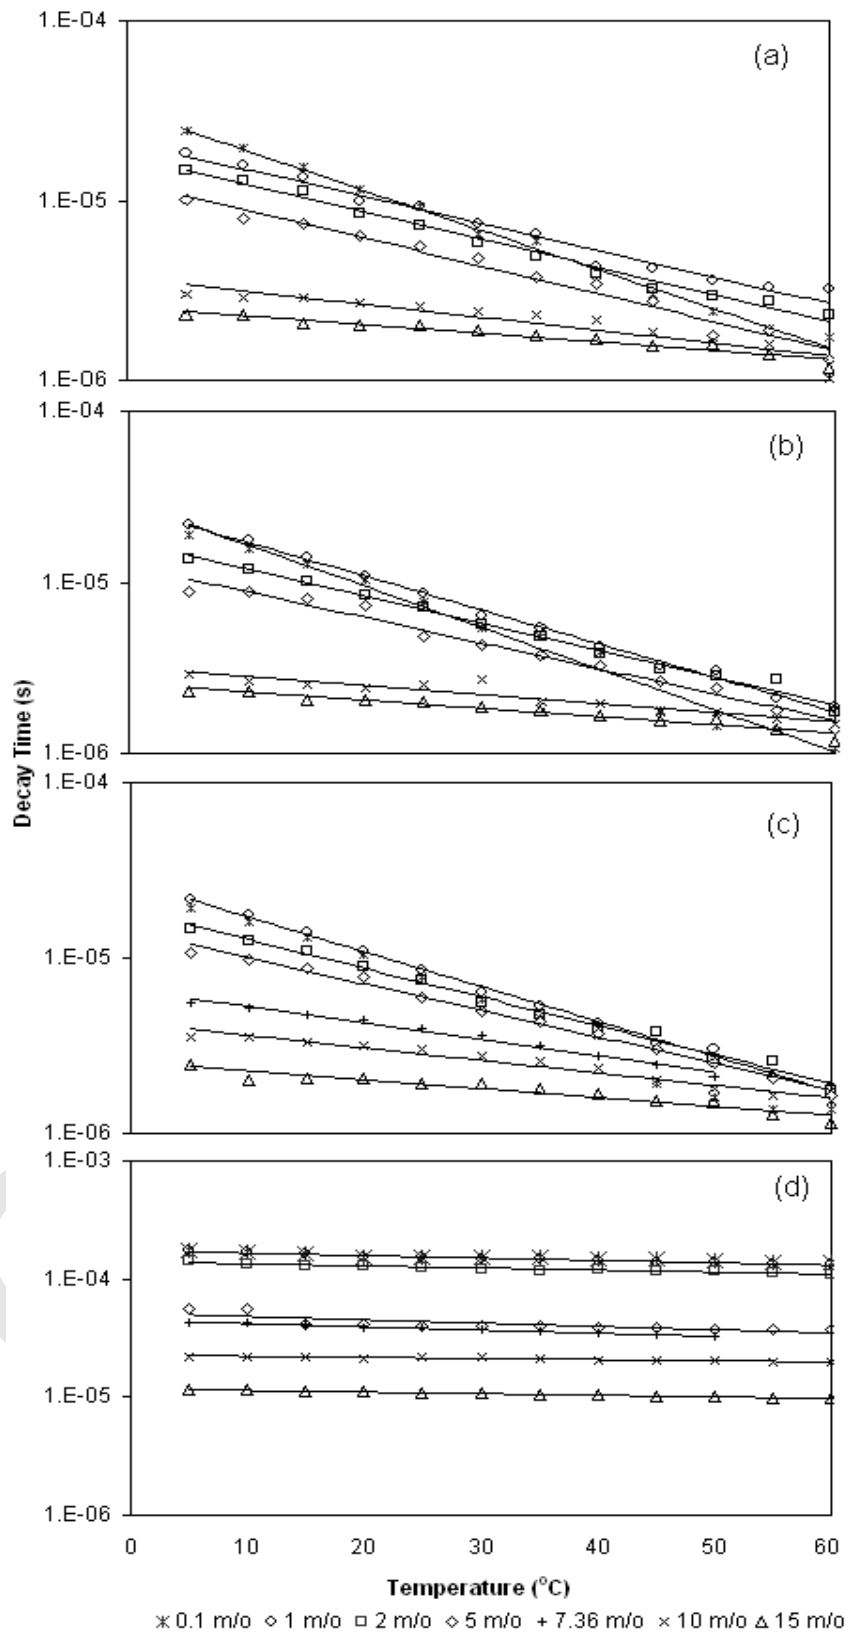 1.E-04
(a)
1.E-05
1.E-06
1.E-04
(b)
1.E-05
1.E-06
Decay Time (s)
1.E-04
(c)
1.E-05
1.E-06
1.E-03
(d)
1.E-04
1.E-05
1.E-06
0 10 20 30 40 50 60
Temperature (°C)
0.1 m/o 1 m/o 2 m/o 5 m/o 7.36 m/o 10 m/o 15 m/o